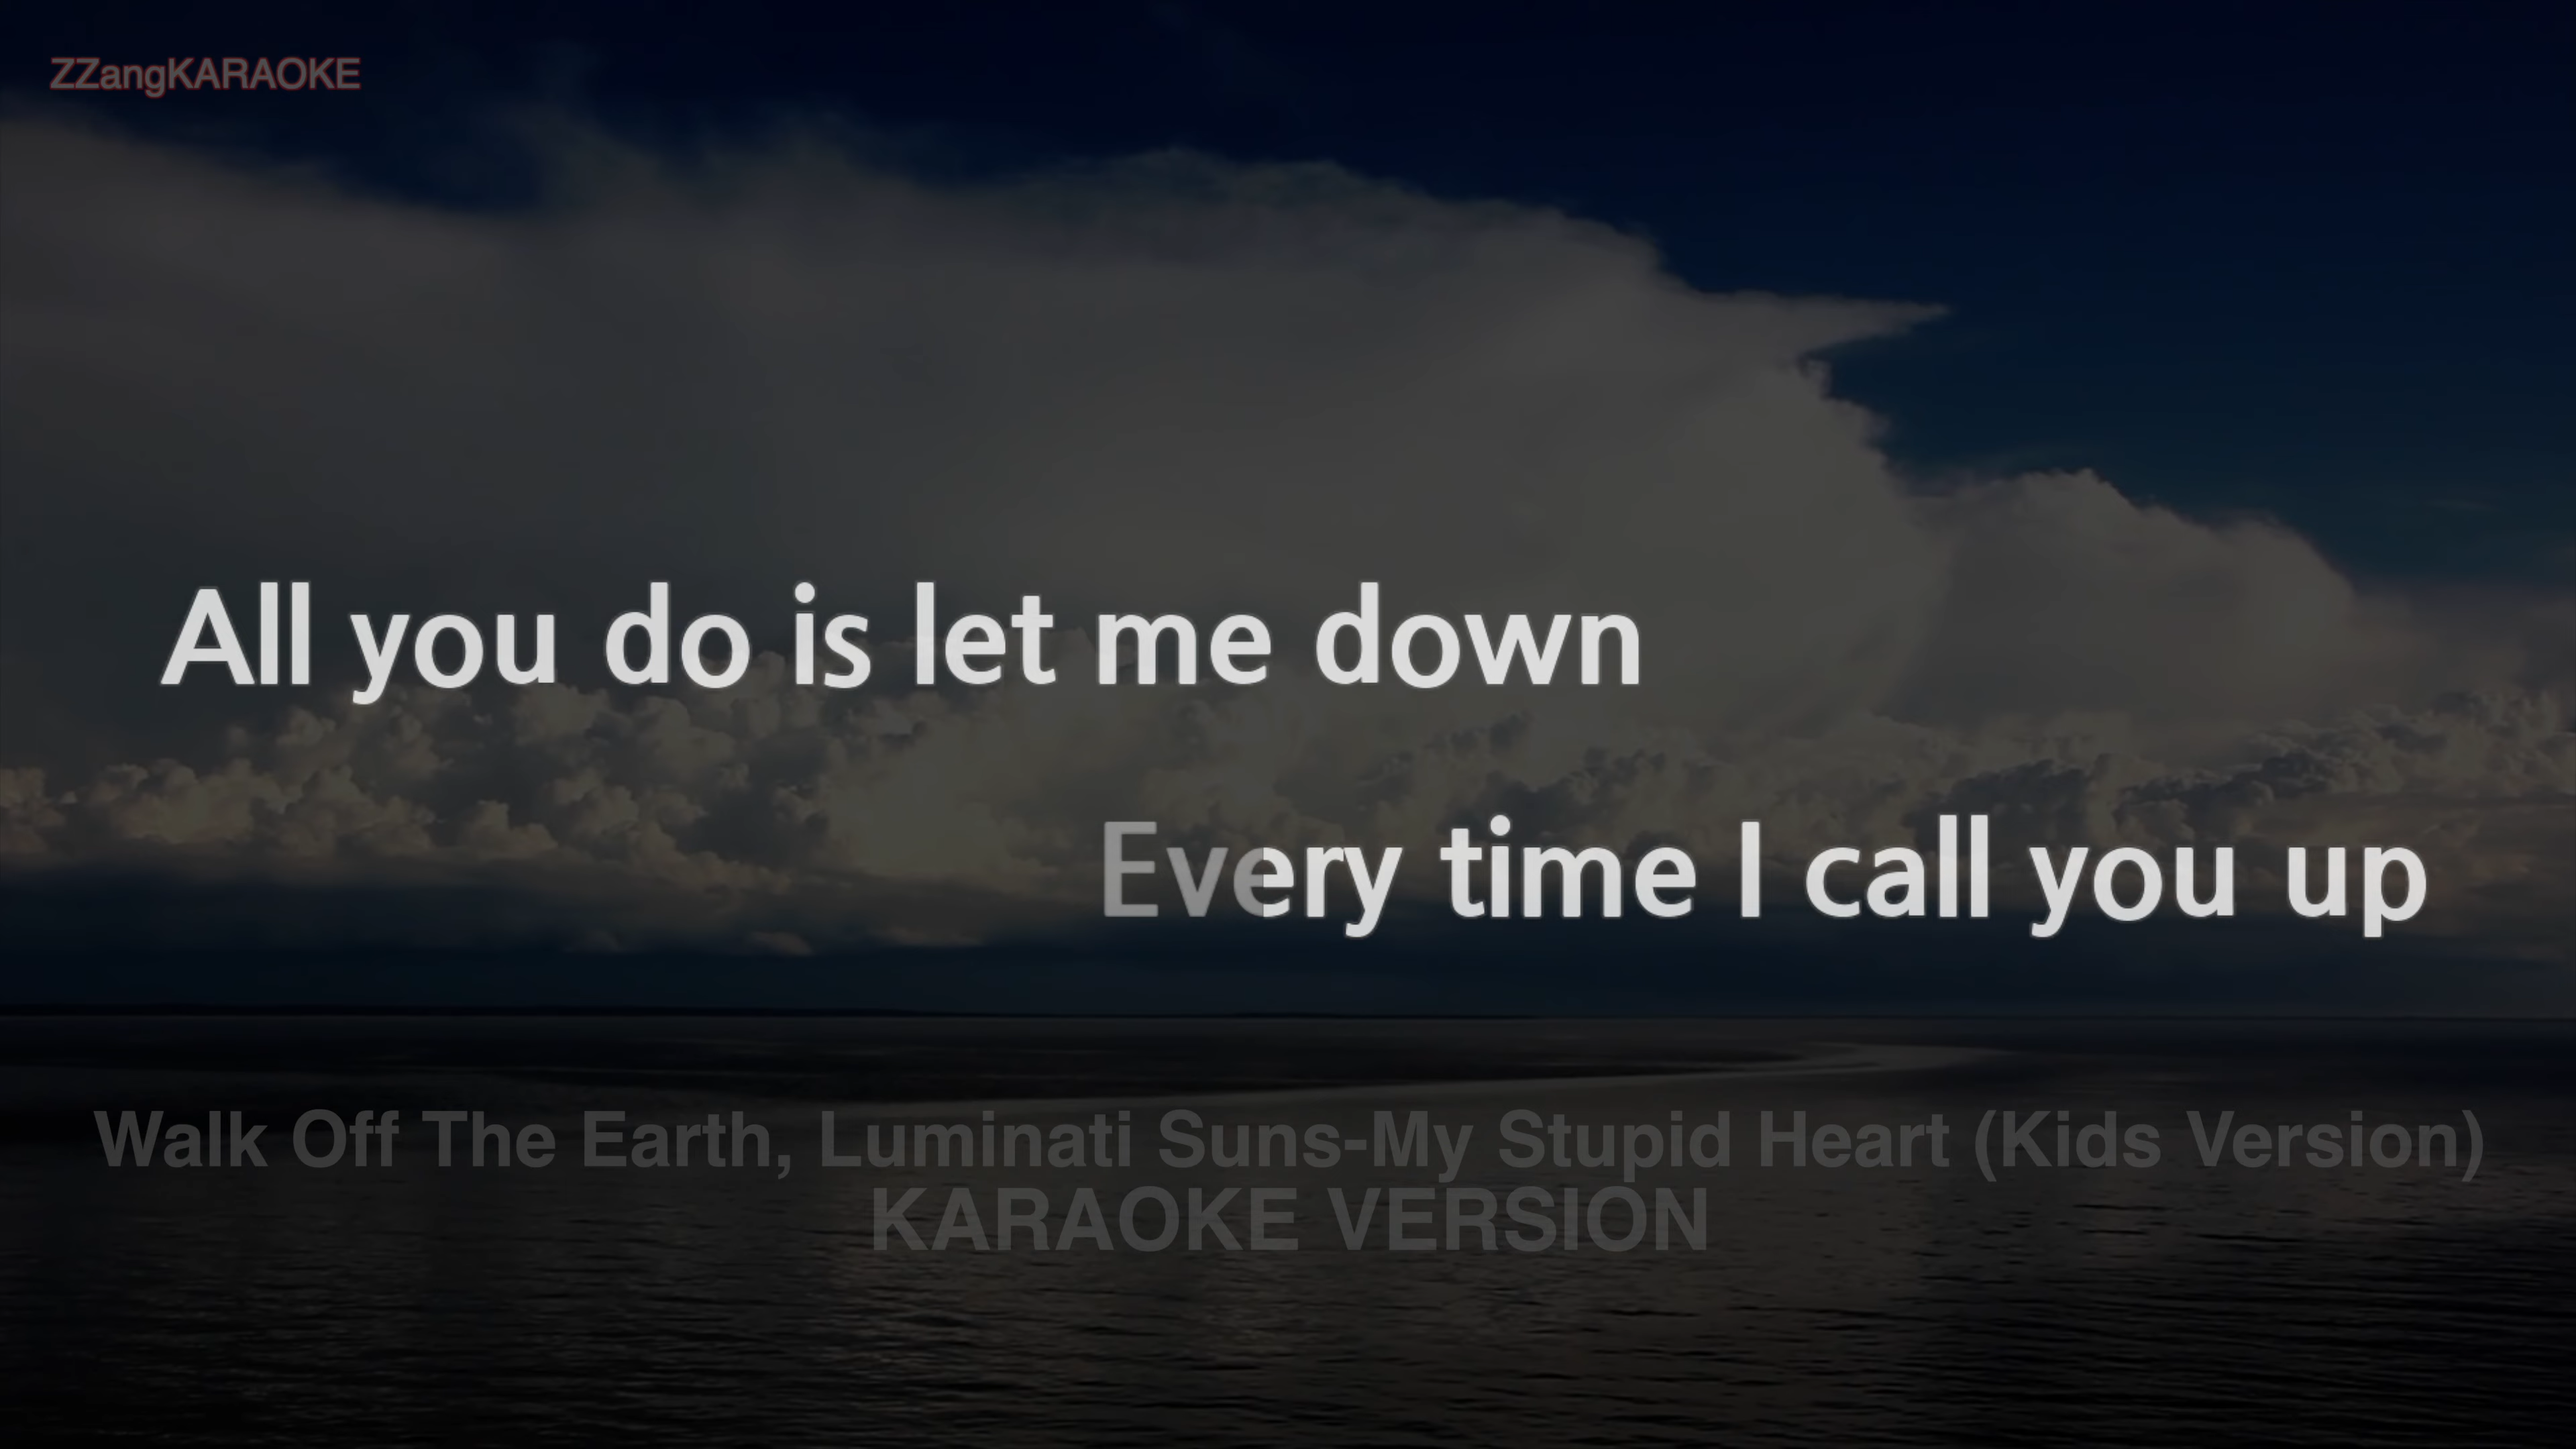 ZZangKARAOKE
All you do is let me down
Every time I call you up
Walk Off The Earth, Luminati Suns-My Stupid Heart (Kids Version)
KARAOKE VERSION